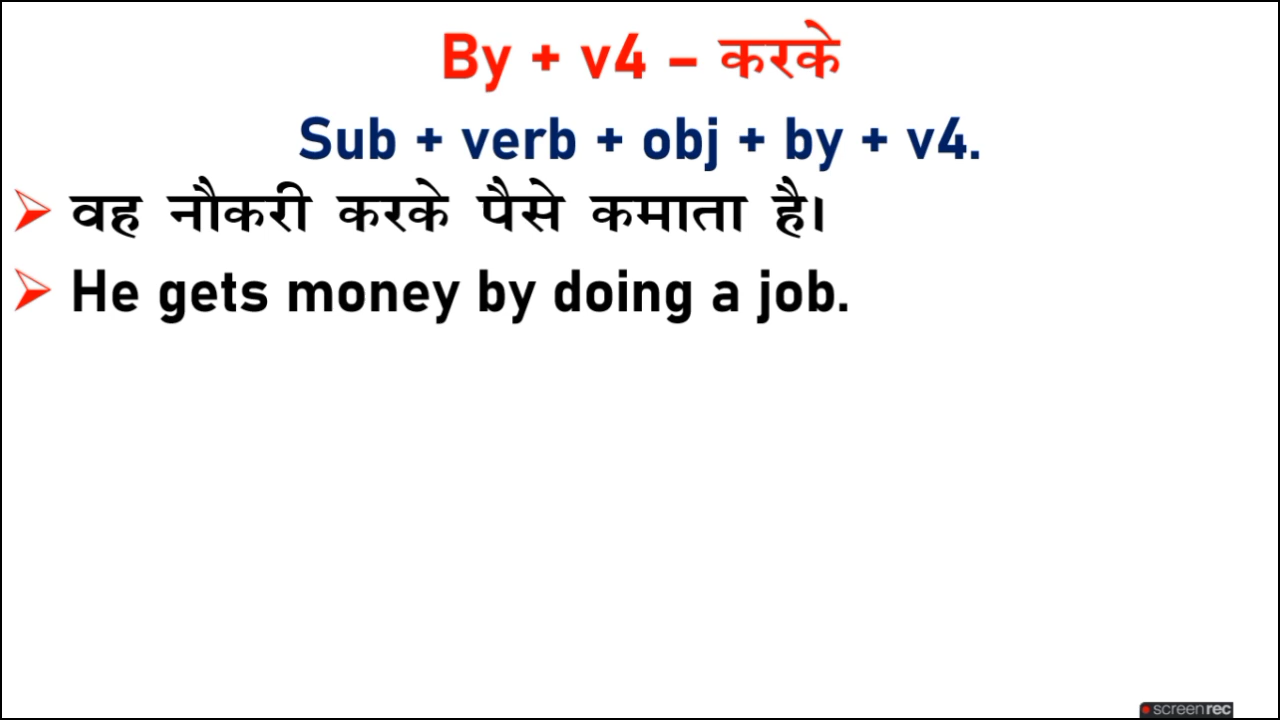 By + v4 – करके
Sub + verb + obj + by + v4.
वह नौकरी करके पैसे कमाता है।
He gets money by doing a job.
screenrec